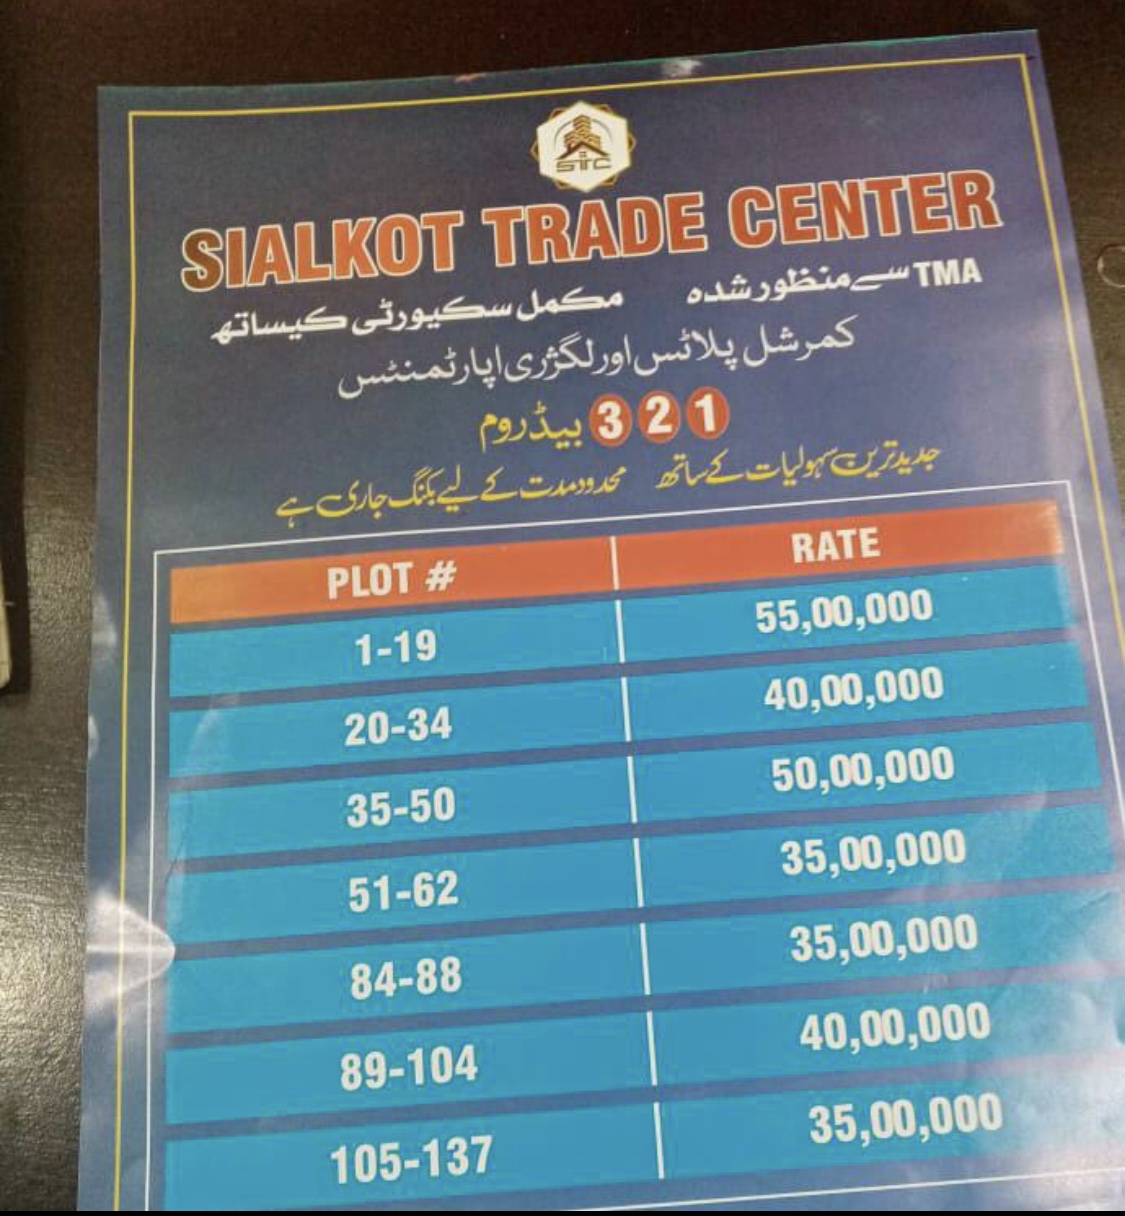 STC
SIALKOT TRADE CENTER
TMA سے منظور شدہ مکمل سکیورٹی کیساتھ
کمرشل پلاٹس اور لگژری اپارٹمنٹس
1 2 3 بیڈ روم
جدید ترین سہولیات کے ساتھ محدود مدت کے لیے بکنگ جاری ہے
PLOT # RATE
1-19 55,00,000
20-34 40,00,000
35-50 50,00,000
51-62 35,00,000
84-88 35,00,000
89-104 40,00,000
105-137 35,00,000